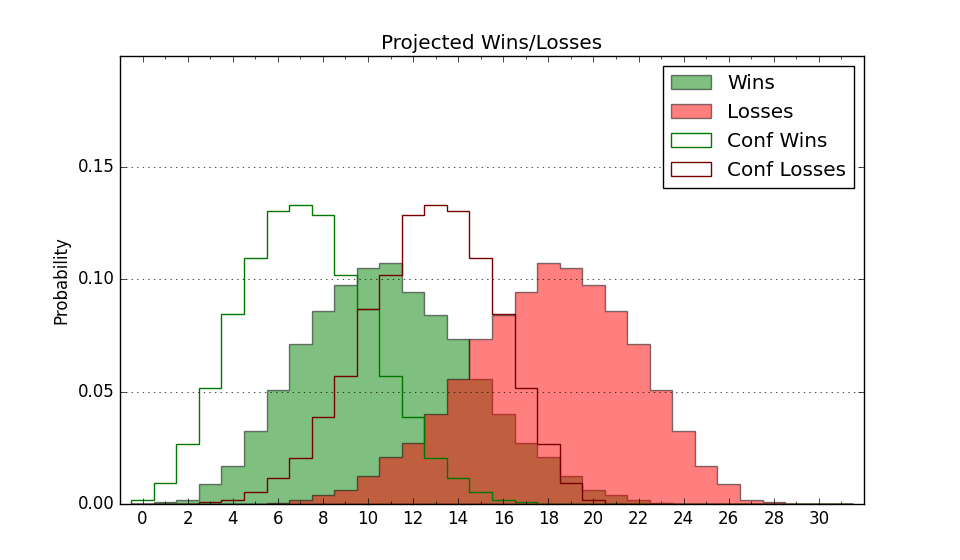 Projected Wins/Losses
Wins
Losses
Conf Wins
Conf Losses
Probability
0.15
0.10
0.05
0.00
0 2 4 6 8 10 12 14 16 18 20 22 24 26 28 30